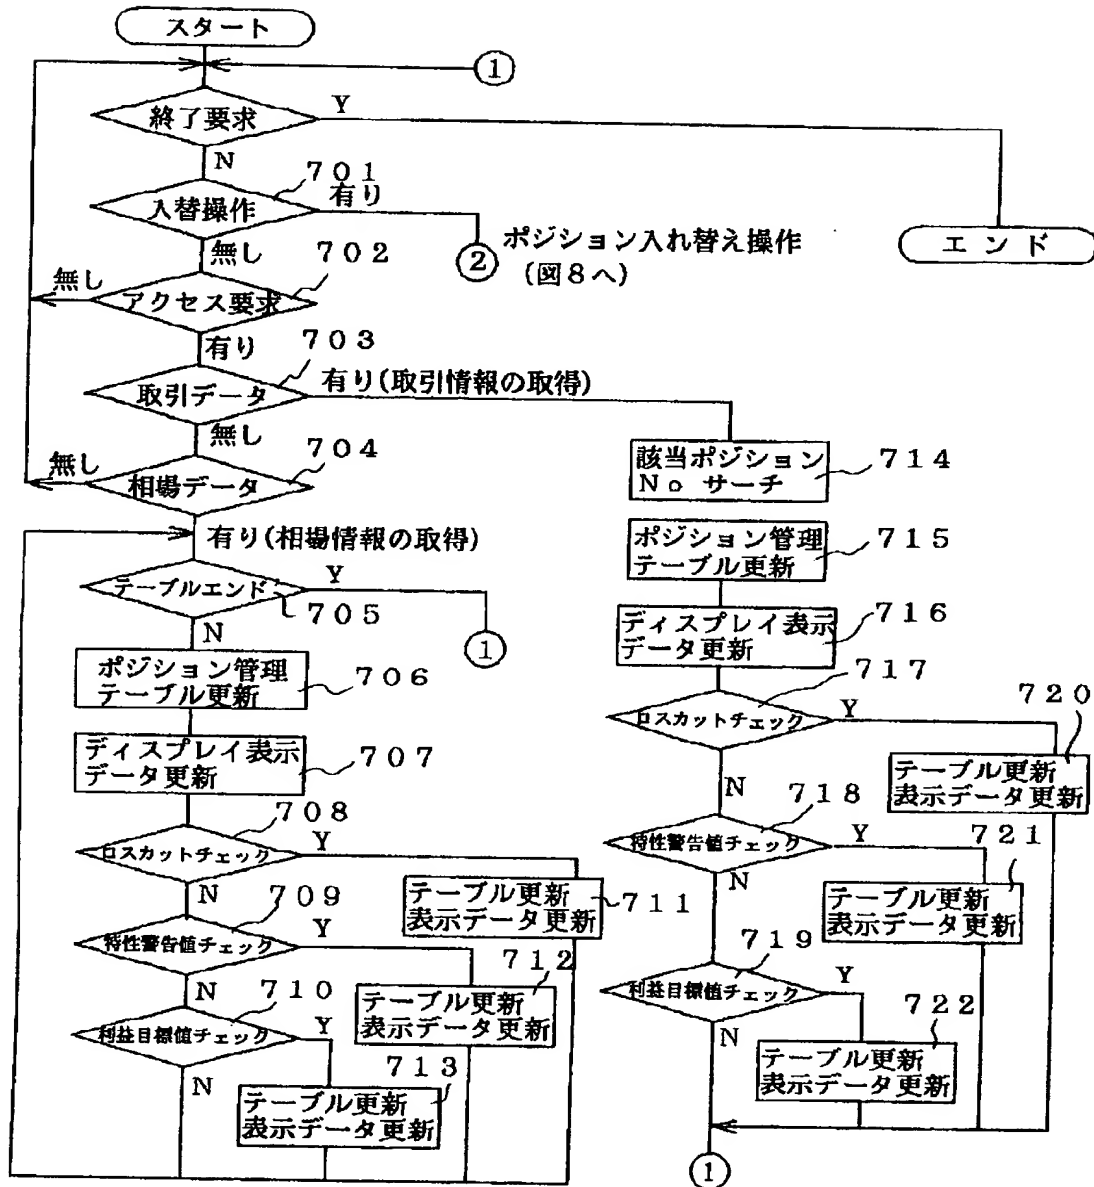 スタート
①
終了要求
Y
N
701
入替操作
有り
②
ポジション入れ替え操作
(図8へ)
エンド
無し
702
アクセス要求
無し
有り
703
取引データ
有り(取引情報の取得)
無し
704
相場データ
無し
有り(相場情報の取得)
テーブルエンド
Y
705
①
N
ポジション管理
テーブル更新
706
ディスプレイ表示
データ更新
707
708
ロスカットチェック
Y
N
709
テーブル更新
表示データ更新
711
特性警告値チェック
Y
N
710
712
テーブル更新
表示データ更新
利益目標値チェック
Y
N
713
テーブル更新
表示データ更新
該当ポジション
No サーチ
714
ポジション管理
テーブル更新
715
ディスプレイ表示
データ更新
716
717
ロスカットチェック
Y
N
720
テーブル更新
表示データ更新
718
特性警告値チェック
Y
N
721
テーブル更新
表示データ更新
719
利益目標値チェック
Y
N
722
テーブル更新
表示データ更新
①